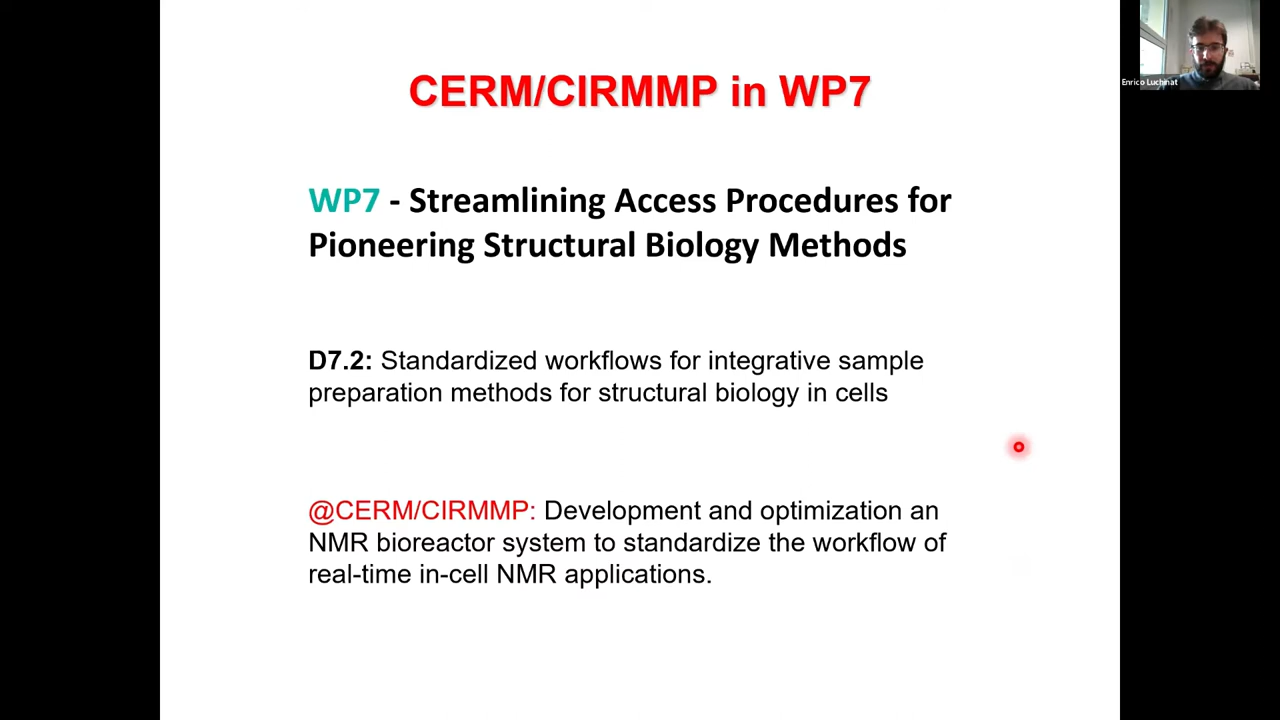 CERM/CIRMMP in WP7
Enrico Luchinat
WP7 - Streamlining Access Procedures for
Pioneering Structural Biology Methods
D7.2: Standardized workflows for integrative sample
preparation methods for structural biology in cells
@CERM/CIRMMP: Development and optimization an
NMR bioreactor system to standardize the workflow of
real-time in-cell NMR applications.